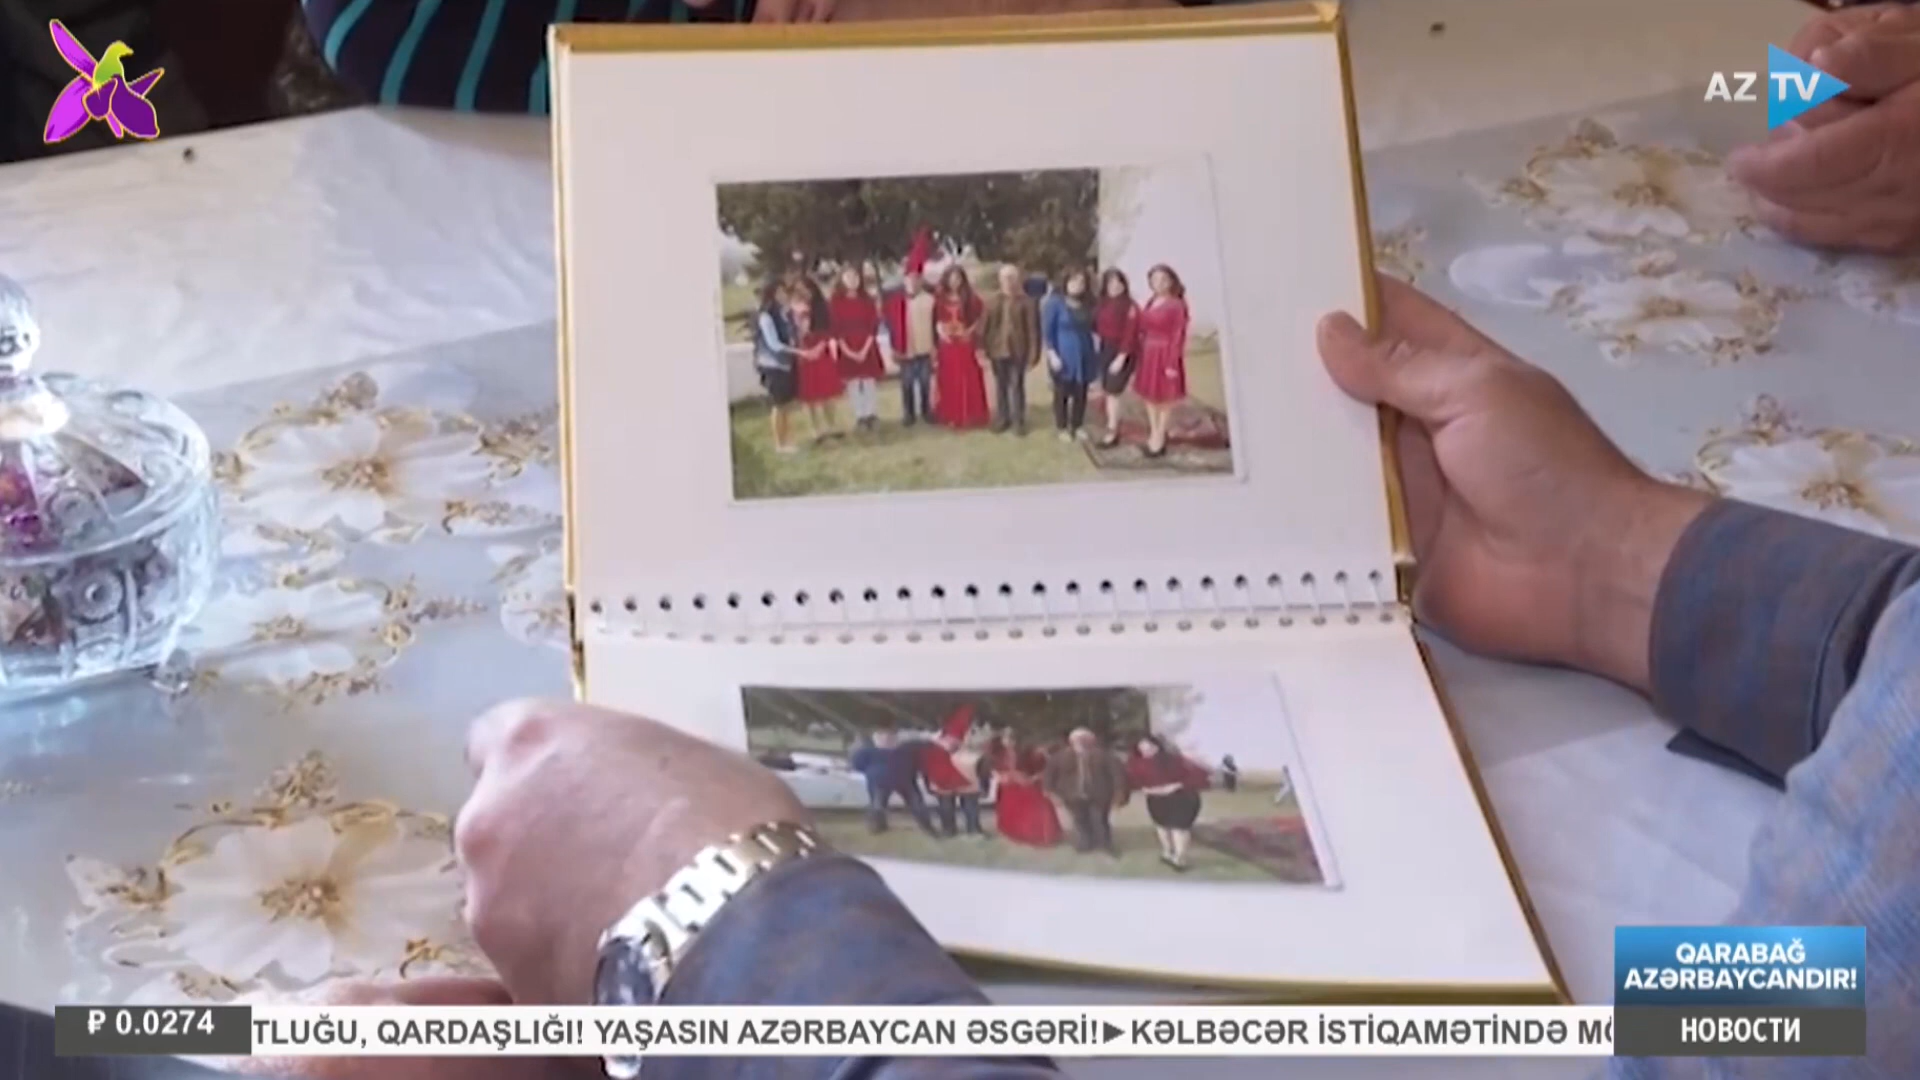 AZ TV
QARABAĞ
AZƏRBAYCANDIR!
₽ 0.0274
TLUĞU, QARDAŞLIĞI! YAŞASIN AZƏRBAYCAN ƏSGƏRİ!►KƏLBƏCƏR İSTİQAMƏTİNDƏ
НОВОСТИ